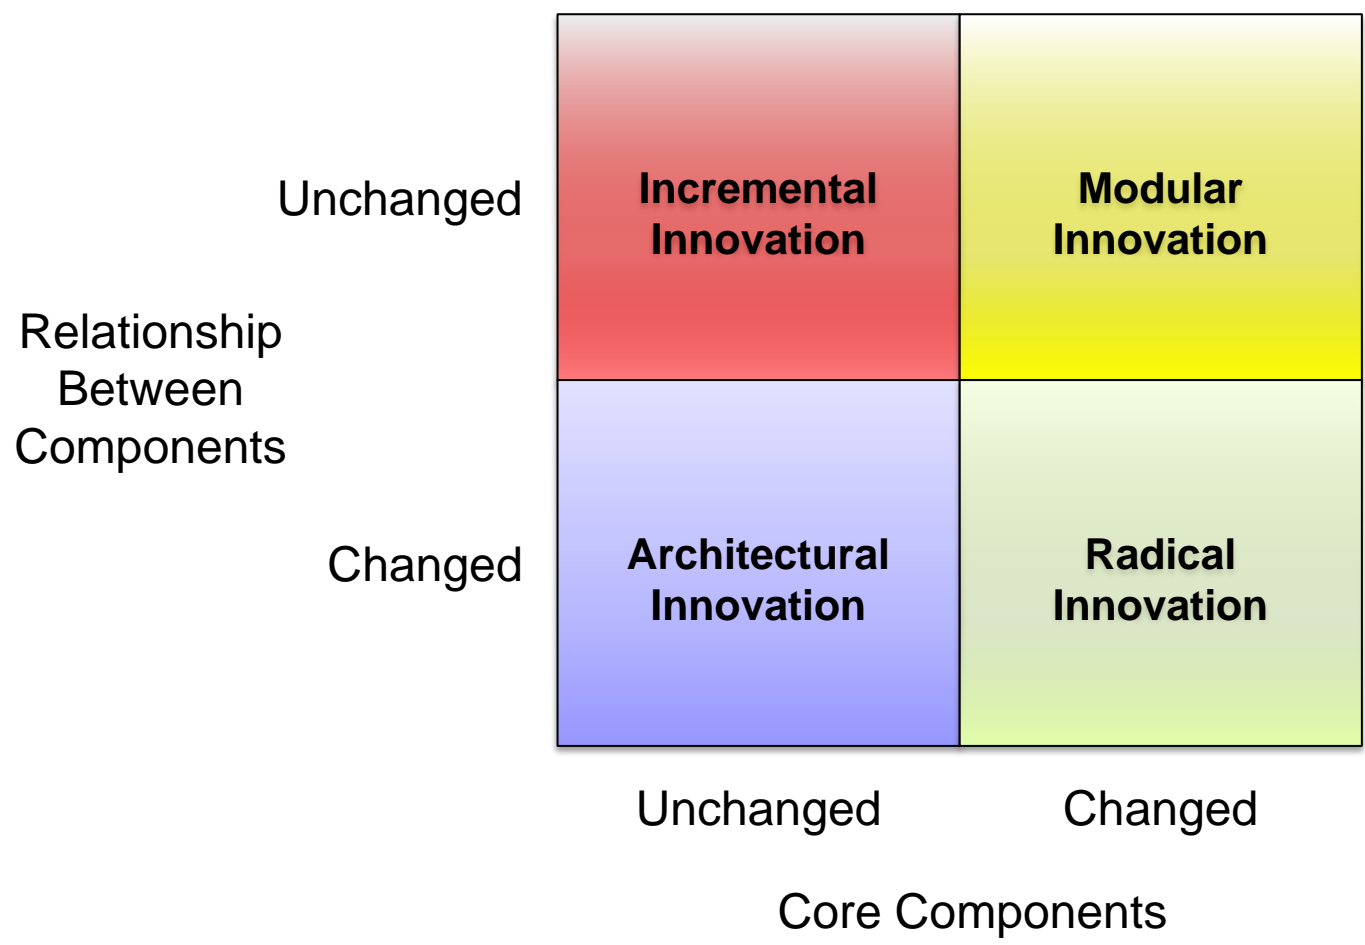 Unchanged
Incremental
Innovation
Modular
Innovation
Relationship
Between
Components
Changed
Architectural
Innovation
Radical
Innovation
Unchanged
Changed
Core Components